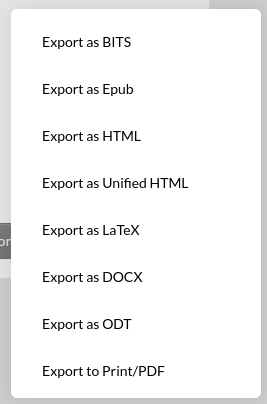 Export as BITS
Export as Epub
Export as HTML
Export as Unified HTML
or
Export as LaTeX
Export as DOCX
Export as ODT
Export to Print/PDF